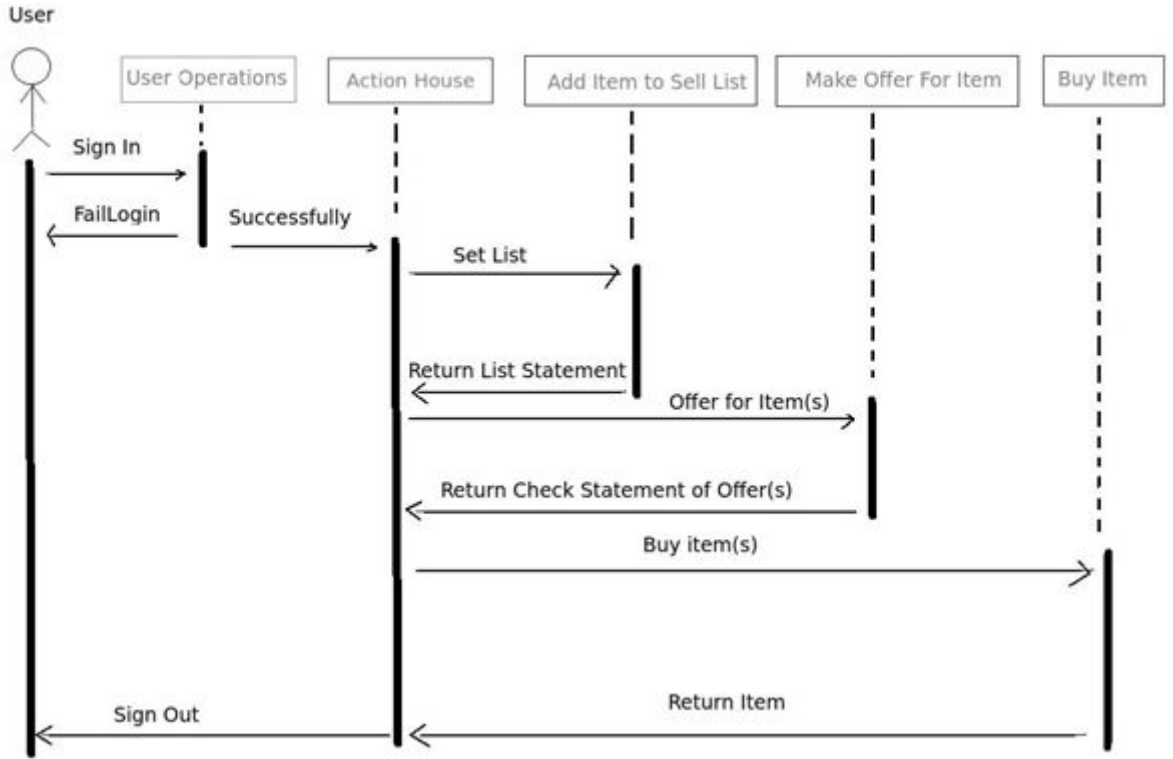 User
User Operations
Action House
Add Item to Sell List
Make Offer For Item
Buy Item
Sign In
FailLogin
Successfully
Set List
Return List Statement
Offer for Item(s)
Return Check Statement of Offer(s)
Buy item(s)
Return Item
Sign Out